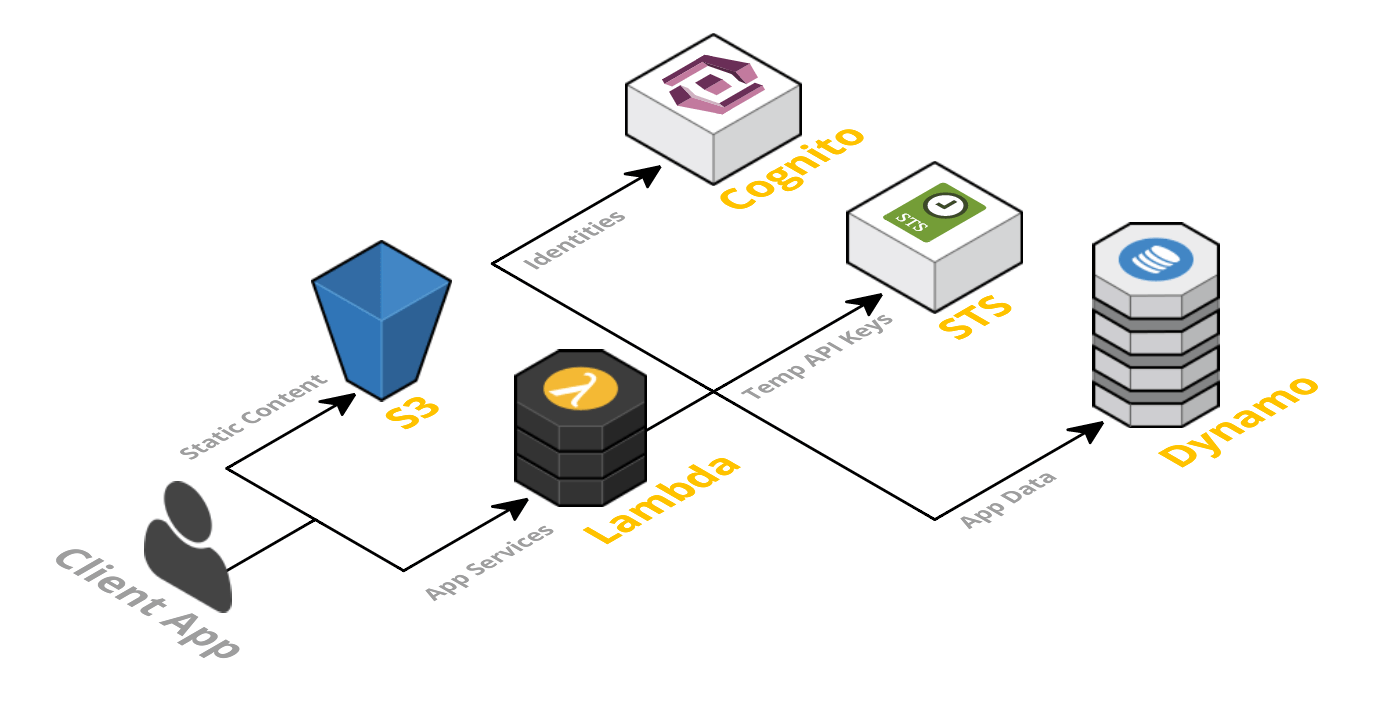 Cognito
Identities
STS
STS
Temp API Keys
Static Content
S3
Lambda
Dynamo
App Data
App Services
Client App